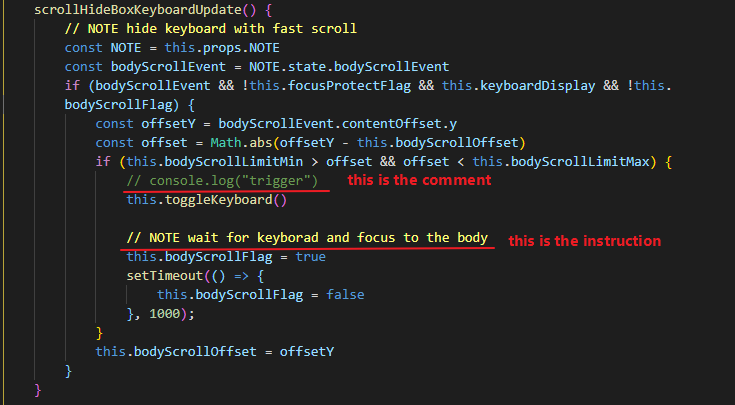 scrollHideBoxKeyboardUpdate() {
// NOTE hide keyboard with fast scroll
const NOTE = this.props.NOTE
const bodyScrollEvent = NOTE.state.bodyScrollEvent
if (bodyScrollEvent && !this.focusProtectFlag && this.keyboardDisplay && !this.
bodyScrollFlag) {
const offsetY = bodyScrollEvent.contentOffset.y
const offset = Math.abs(offsetY - this.bodyScrollOffset)
if (this.bodyScrollLimitMin > offset && offset < this.bodyScrollLimitMax) {
// console.log("trigger") this is the comment
this.toggleKeyboard()
// NOTE wait for keyborad and focus to the body this is the instruction
this.bodyScrollFlag = true
setTimeout(() => {
this.bodyScrollFlag = false
}, 1000);
}
this.bodyScrollOffset = offsetY
}
}